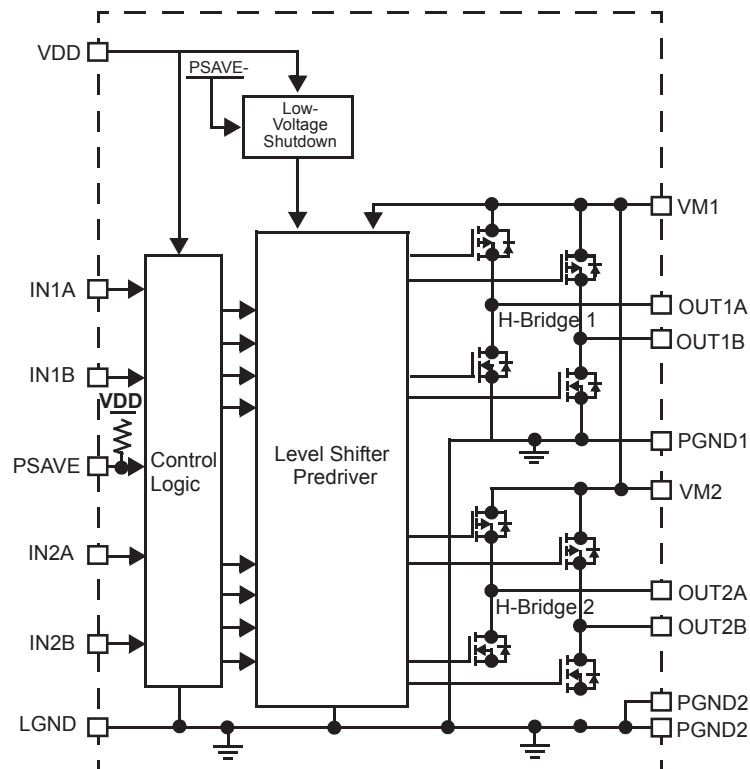 VDD
PSAVE-
Low-
Voltage
Shutdown
VM1
IN1A
OUT1A
H-Bridge 1
OUT1B
IN1B
VDD
PGND1
PSAVE
Control
Logic
Level Shifter
Predriver
VM2
IN2A
OUT2A
H-Bridge 2
OUT2B
IN2B
PGND2
LGND
PGND2